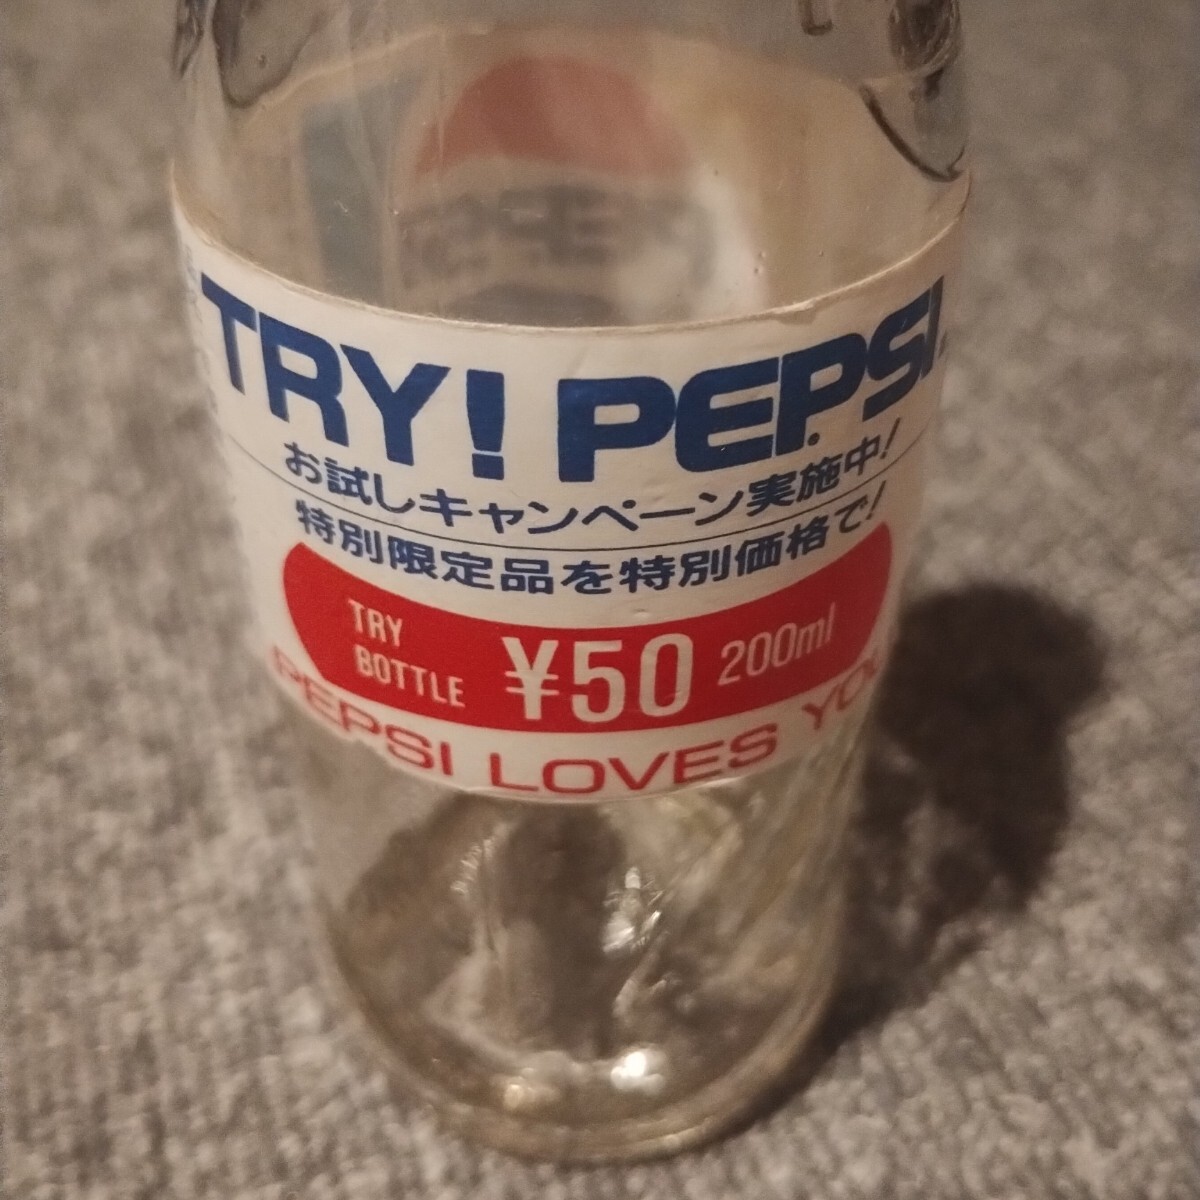 TRY! PEPSI.
お試しキャンペーン実施中!
特別限定品を特別価格で!
TRY
BOTTLE
¥50 200ml
PEPSI LOVES YOU